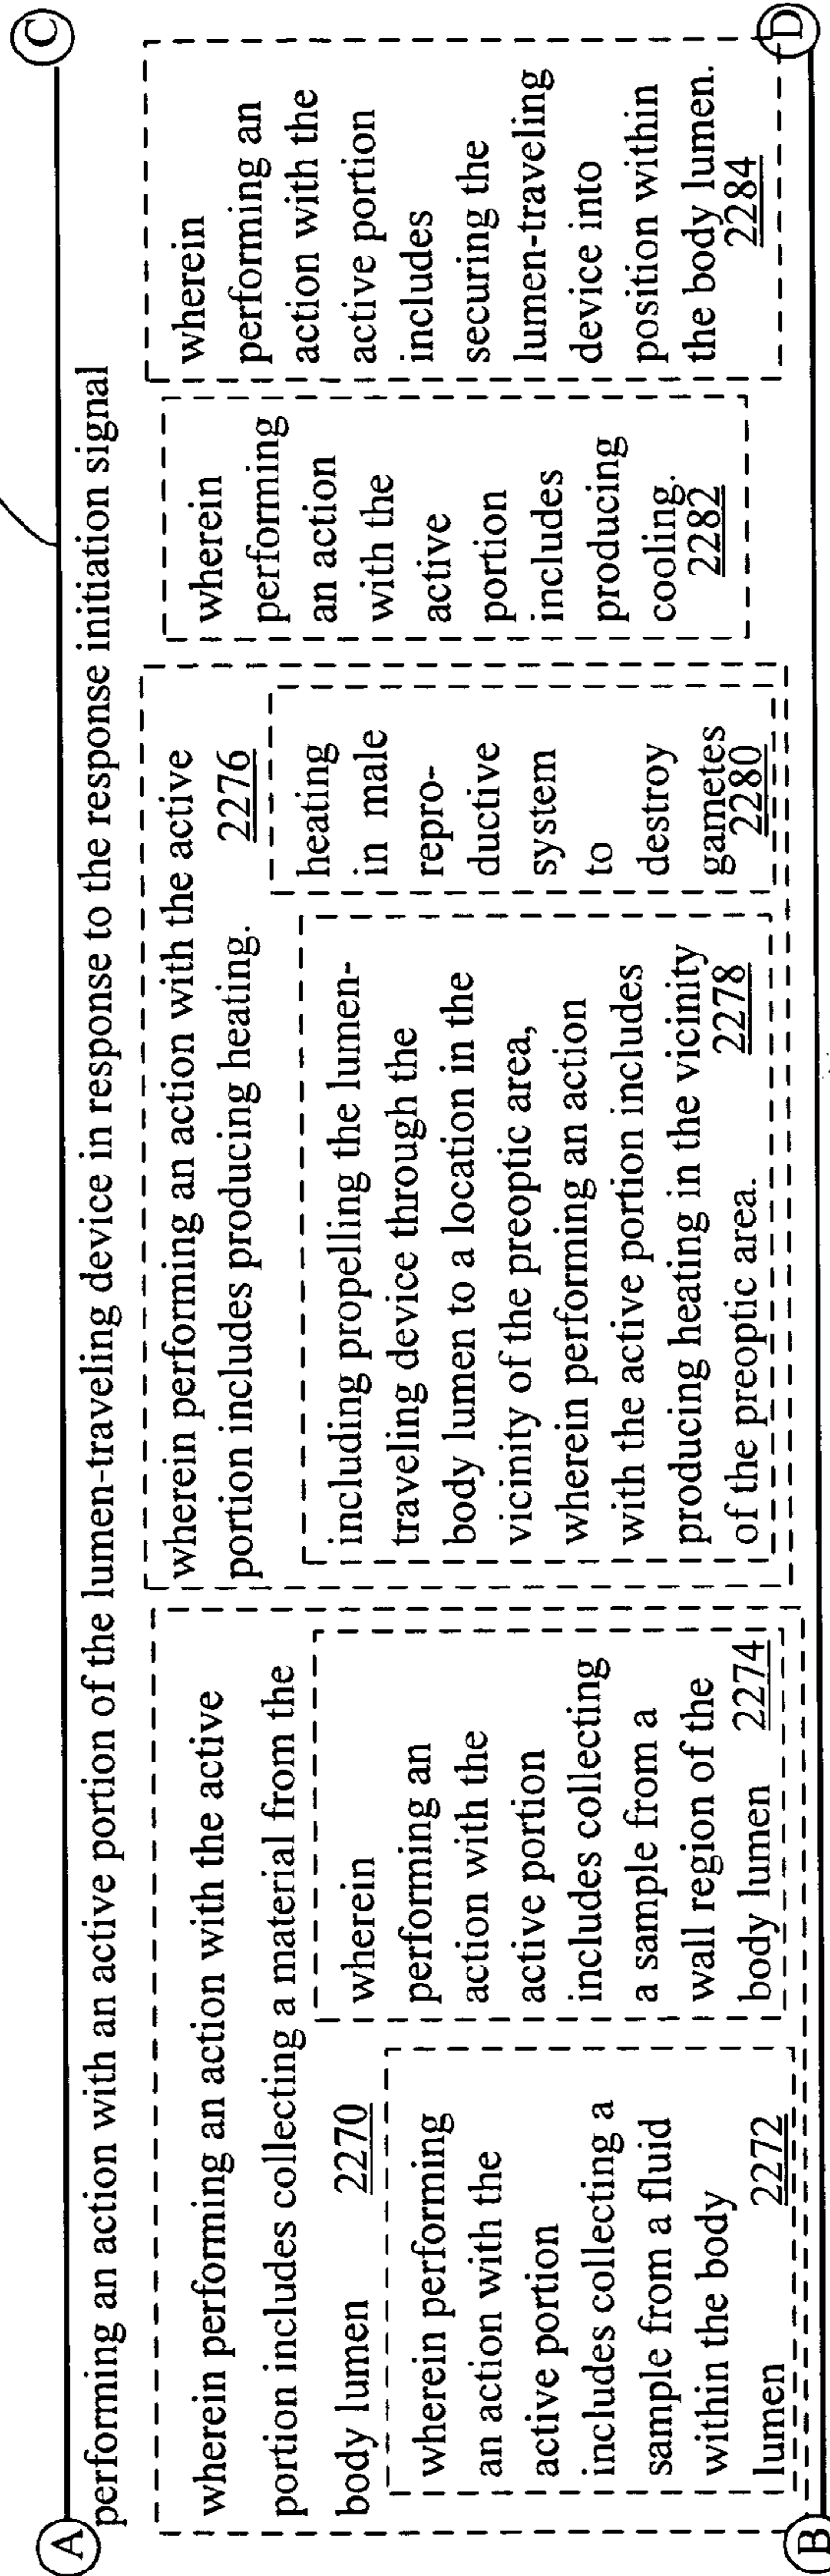 A
C
performing an action with an active portion of the lumen-traveling device in response to the response initiation signal
wherein performing an action with the active
portion includes collecting a material from the
body lumen 2270
wherein performing
an action with the
active portion
includes collecting a
sample from a fluid
within the body
lumen 2272
wherein
performing an
action with the
active portion
includes collecting
a sample from a
wall region of the
body lumen 2274
wherein performing an action with the active
portion includes producing heating. 2276
including propelling the lumen-
traveling device through the
body lumen to a location in the
vicinity of the preoptic area,
wherein performing an action
with the active portion includes
producing heating in the vicinity
of the preoptic area. 2278
heating
in male
repro-
ductive
system
to
destroy
gametes
2280
wherein
performing
an action
with the
active
portion
includes
producing
cooling.
2282
wherein
performing an
action with the
active portion
includes
securing the
lumen-traveling
device into
position within
the body lumen.
2284
B
D